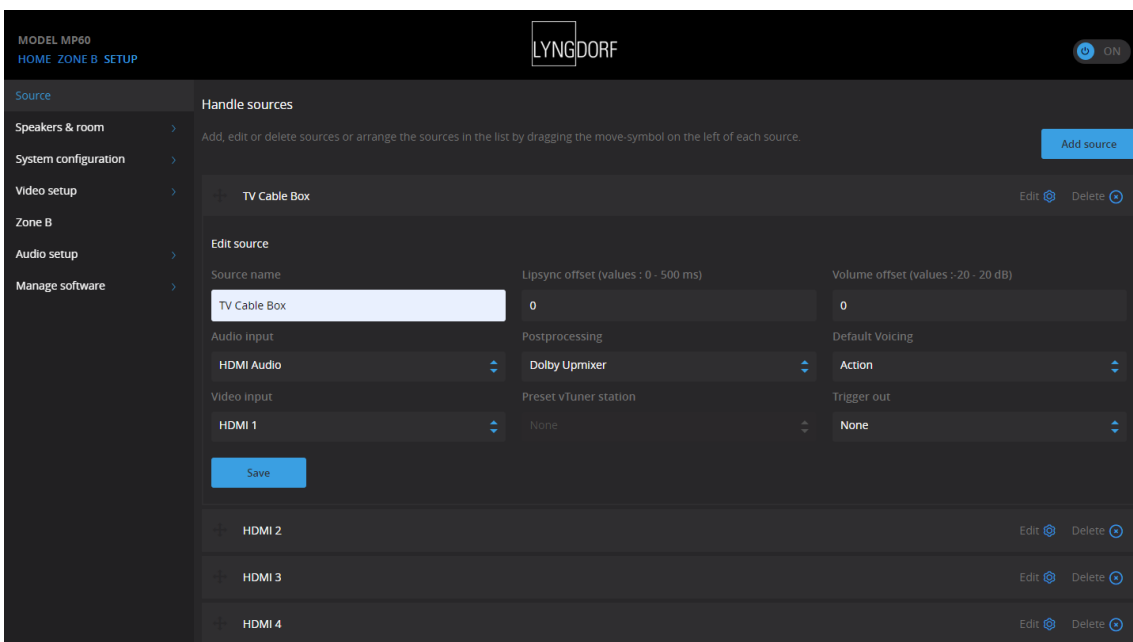 MODEL MP60
HOME ZONE B SETUP
LYNGDORF
ON
Source
Speakers & room
System configuration
Video setup
Zone B
Audio setup
Manage software
Handle sources
Add, edit or delete sources or arrange the sources in the list by dragging the move-symbol on the left of each source.
Add source
TV Cable Box Edit Delete
Edit source
Source name Lipsync offset (values : 0 - 500 ms) Volume offset (values :-20 - 20 dB)
TV Cable Box 0 0
Audio input Postprocessing Default Voicing
HDMI Audio Dolby Upmixer Action
Video input Preset vTuner station Trigger out
HDMI 1 None None
Save
HDMI 2 Edit Delete
HDMI 3 Edit Delete
HDMI 4 Edit Delete